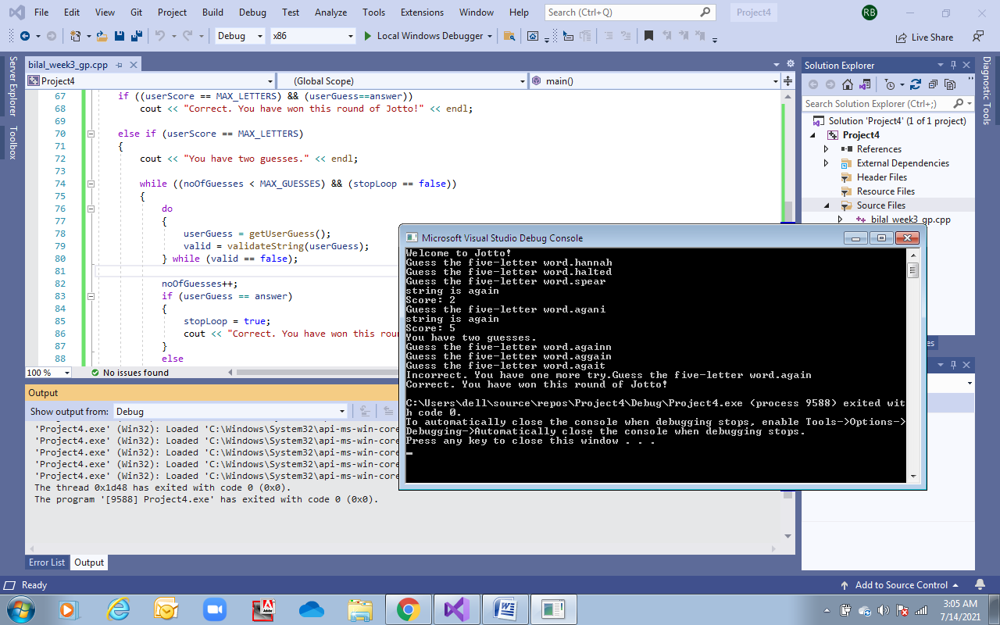 File Edit View Git Project Build Debug Test Analyze Tools Extensions Window Help Search (Ctrl+Q) Project4 RB
Debug x86 Local Windows Debugger Live Share
Server Explorer
Toolbox
bilal_week3_gp.cpp
Project4 (Global Scope) main()
67 if ((userScore == MAX_LETTERS) && (userGuess==answer))
68 cout << "Correct. You have won this round of Jotto!" << endl;
69
70 else if (userScore == MAX_LETTERS)
71 {
72 cout << "You have two guesses." << endl;
73
74 while ((noOfGuesses < MAX_GUESSES) && (stopLoop == false))
75 {
76 do
77 {
78 userGuess = getUserGuess();
79 valid = validateString(userGuess);
80 } while (valid == false);
81
82 noOfGuesses++;
83 if (userGuess == answer)
84 {
85 stopLoop = true;
86 cout << "Correct. You have won this roun
87 }
88 else
100 % No issues found
Solution Explorer
Search Solution Explorer (Ctrl+;)
Solution 'Project4' (1 of 1 project)
Project4
References
External Dependencies
Header Files
Resource Files
Source Files
bilal_week3_gp.cpp
Diagnostic Tools
Microsoft Visual Studio Debug Console
Welcome to Jotto!
Guess the five-letter word.hannah
Guess the five-letter word.halted
Guess the five-letter word.spear
string is again
Score: 2
Guess the five-letter word.agani
string is again
Score: 5
You have two guesses.
Guess the five-letter word.againn
Guess the five-letter word.aggain
Guess the five-letter word.agait
Incorrect. You have one more try.Guess the five-letter word.again
Correct. You have won this round of Jotto!
C:\Users\dell\source\repos\Project4\Debug\Project4.exe (process 9588) exited wit
h code 0.
To automatically close the console when debugging stops, enable Tools->Options->
Debugging->Automatically close the console when debugging stops.
Press any key to close this window . . .
Output
Show output from: Debug
'Project4.exe' (Win32): Loaded 'C:\Windows\System32\api-ms-win-core
'Project4.exe' (Win32): Loaded 'C:\Windows\System32\api-ms-win-core
'Project4.exe' (Win32): Loaded 'C:\Windows\System32\api-ms-win-core
'Project4.exe' (Win32): Loaded 'C:\Windows\System32\api-ms-win-core
'Project4.exe' (Win32): Loaded 'C:\Windows\System32\api-ms-win-core
The thread 0x1d48 has exited with code 0 (0x0).
The program '[9588] Project4.exe' has exited with code 0 (0x0).
Error List Output
Ready Add to Source Control
3:05 AM
7/14/2021